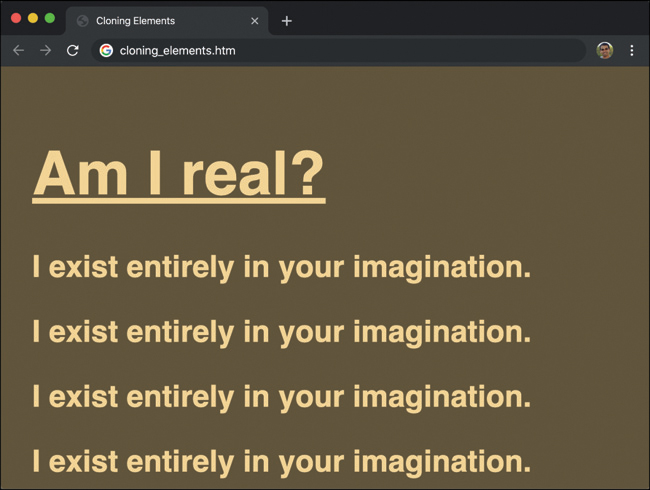 Cloning Elements
cloning_elements.htm
Am I real?
I exist entirely in your imagination.
I exist entirely in your imagination.
I exist entirely in your imagination.
I exist entirely in your imagination.